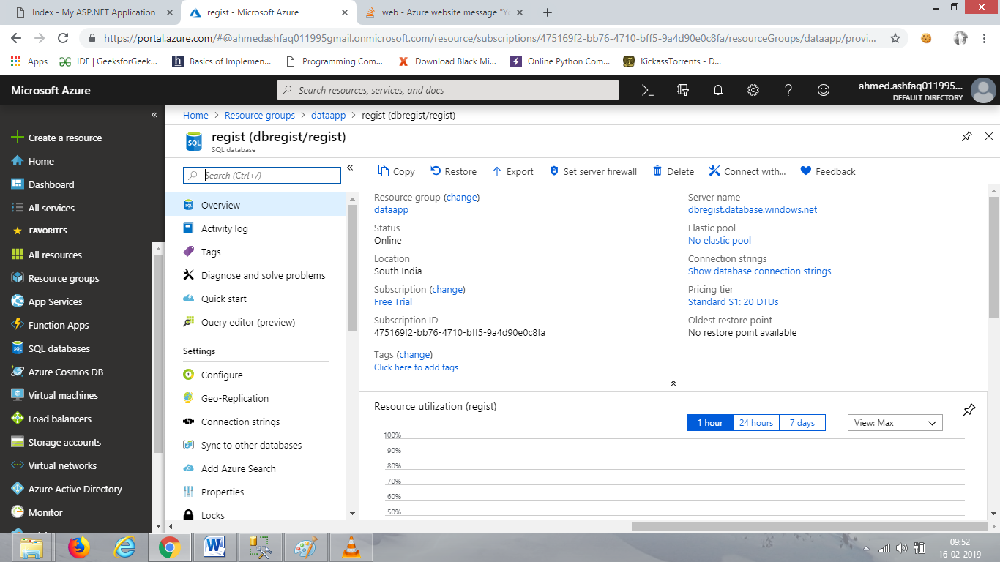 Index - My ASP.NET Application
regist - Microsoft Azure
web - Azure website message "Yo
https://portal.azure.com/#@ahmedashfaq011995gmail.onmicrosoft.com/resource/subscriptions/475169f2-bb76-4710-bff5-9a4d90e0c8fa/resourceGroups/dataapp/provi...
Apps
IDE | GeeksforGeek...
Basics of Implemen...
Programming Com...
Download Black Mi...
Online Python Com...
KickassTorrents - D...
Microsoft Azure
Search resources, services, and docs
ahmed.ashfaq011995...
DEFAULT DIRECTORY
Create a resource
Home
Dashboard
All services
FAVORITES
All resources
Resource groups
App Services
Function Apps
SQL databases
Azure Cosmos DB
Virtual machines
Load balancers
Storage accounts
Virtual networks
Azure Active Directory
Monitor
Home > Resource groups > dataapp > regist (dbregist/regist)
SQL
regist (dbregist/regist)
SQL database
Search (Ctrl+/)
Overview
Activity log
Tags
Diagnose and solve problems
Quick start
Query editor (preview)
Settings
Configure
Geo-Replication
Connection strings
Sync to other databases
Add Azure Search
Properties
Locks
Copy
Restore
Export
Set server firewall
Delete
Connect with...
Feedback
Resource group (change)
dataapp
Status
Online
Location
South India
Subscription (change)
Free Trial
Subscription ID
475169f2-bb76-4710-bff5-9a4d90e0c8fa
Tags (change)
Click here to add tags
Server name
dbregist.database.windows.net
Elastic pool
No elastic pool
Connection strings
Show database connection strings
Pricing tier
Standard S1: 20 DTUs
Oldest restore point
No restore point available
Resource utilization (regist)
1 hour
24 hours
7 days
View: Max
100%
90%
80%
70%
60%
50%
09:52
16-02-2019